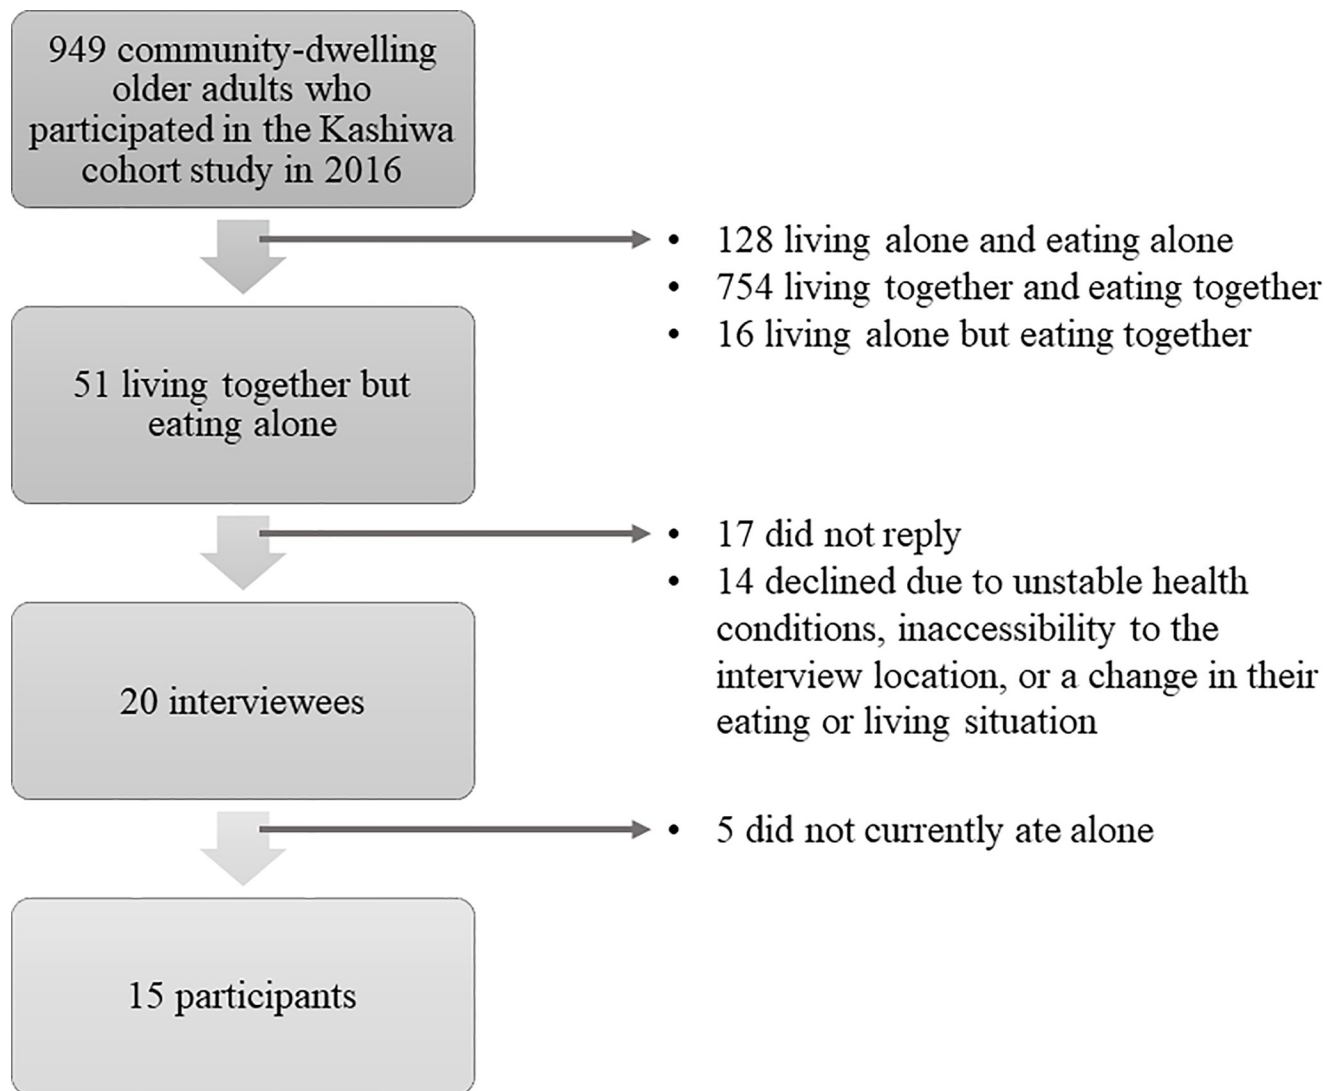 949 community-dwelling
older adults who
participated in the Kashiwa
cohort study in 2016
• 128 living alone and eating alone
• 754 living together and eating together
• 16 living alone but eating together
51 living together but
eating alone
• 17 did not reply
• 14 declined due to unstable health
conditions, inaccessibility to the
interview location, or a change in their
eating or living situation
20 interviewees
• 5 did not currently ate alone
15 participants